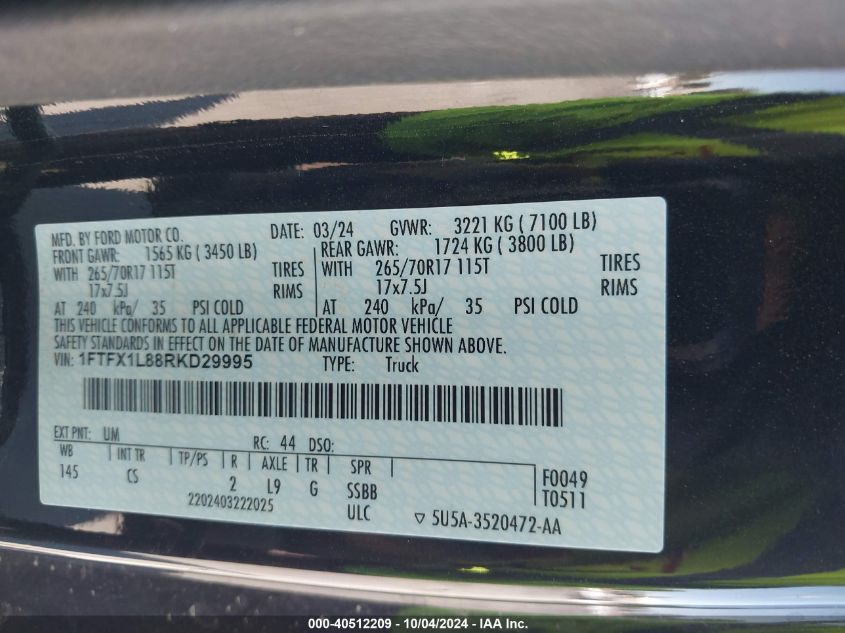 MFD. BY FORD MOTOR CO. DATE: 03/24 GVWR: 3221 KG ( 7100 LB)
FRONT GAWR: 1565 KG ( 3450 LB) REAR GAWR: 1724 KG ( 3800 LB)
WITH 265/70R17 115T TIRES WITH 265/70R17 115T TIRES
17x7.5J RIMS 17x7.5J RIMS
AT 240 kPa/ 35 PSI COLD AT 240 kPa/ 35 PSI COLD
THIS VEHICLE CONFORMS TO ALL APPLICABLE FEDERAL MOTOR VEHICLE
SAFETY STANDARDS IN EFFECT ON THE DATE OF MANUFACTURE SHOWN ABOVE.
VIN: 1FTFX1L88RKD29995 TYPE: Truck
EXT PNT: UM RC: 44 DSO:
WB INT TR TP/PS R AXLE TR SPR F0049
145 CS 2 L9 G SSBB T0511
2202403222025 ULC ▽ 5U5A-3520472-AA
000-40512209 - 10/04/2024 - IAA, Inc.